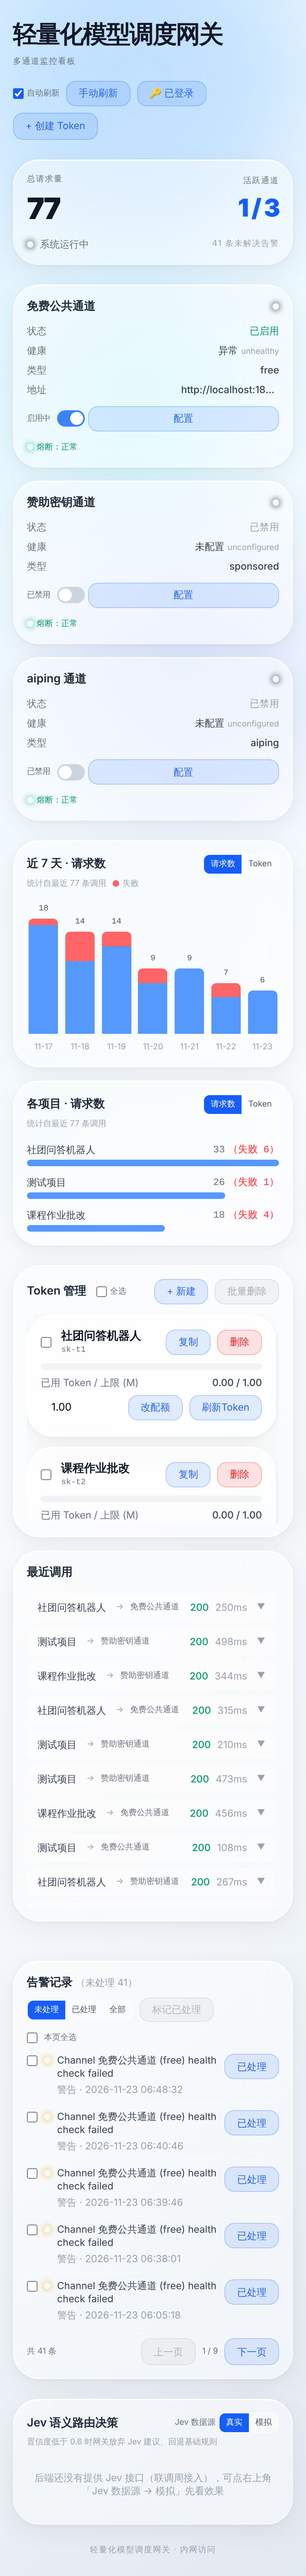 轻量化模型调度网关
多通道监控看板
自动刷新
手动刷新
🔑 已登录
+ 创建 Token
总请求量
活跃通道
77
1/3
系统运行中
41 条未解决告警
免费公共通道
状态
已启用
健康
异常 unhealthy
类型
free
地址
http://localhost:18...
启用中
配置
熔断：正常
赞助密钥通道
状态
已禁用
健康
未配置 unconfigured
类型
sponsored
已禁用
配置
熔断：正常
aiping 通道
状态
已禁用
健康
未配置 unconfigured
类型
aiping
已禁用
配置
熔断：正常
近 7 天 · 请求数
请求数 Token
统计自最近 77 条调用 失败
18 14 14 9 9 7 6
11-17 11-18 11-19 11-20 11-21 11-22 11-23
各项目 · 请求数
请求数 Token
统计自最近 77 条调用
社团问答机器人 33 （失败 6）
测试项目 26 （失败 1）
课程作业批改 18 （失败 4）
Token 管理
全选
+ 新建
批量删除
社团问答机器人
sk-t1
复制
删除
已用 Token / 上限 (M) 0.00 / 1.00
1.00
改配额
刷新Token
课程作业批改
sk-t2
复制
删除
已用 Token / 上限 (M) 0.00 / 1.00
最近调用
社团问答机器人 → 免费公共通道 200 250ms ▼
测试项目 → 赞助密钥通道 200 498ms ▼
课程作业批改 → 赞助密钥通道 200 344ms ▼
社团问答机器人 → 免费公共通道 200 315ms ▼
测试项目 → 赞助密钥通道 200 210ms ▼
测试项目 → 赞助密钥通道 200 473ms ▼
课程作业批改 → 免费公共通道 200 456ms ▼
测试项目 → 免费公共通道 200 108ms ▼
社团问答机器人 → 赞助密钥通道 200 267ms ▼
告警记录 （未处理 41）
未处理 已处理 全部
标记已处理
本页全选
Channel 免费公共通道 (free) health
check failed
已处理
警告 · 2026-11-23 06:48:32
Channel 免费公共通道 (free) health
check failed
已处理
警告 · 2026-11-23 06:40:46
Channel 免费公共通道 (free) health
check failed
已处理
警告 · 2026-11-23 06:39:46
Channel 免费公共通道 (free) health
check failed
已处理
警告 · 2026-11-23 06:38:01
Channel 免费公共通道 (free) health
check failed
已处理
警告 · 2026-11-23 06:05:18
共 41 条
上一页
1 / 9
下一页
Jev 语义路由决策
Jev 数据源 真实 模拟
置信度低于 0.6 时网关放弃 Jev 建议、回退基础规则
后端还没有提供 Jev 接口（联调周接入），可点右上角
「Jev 数据源 → 模拟」先看效果
轻量化模型调度网关 · 内网访问